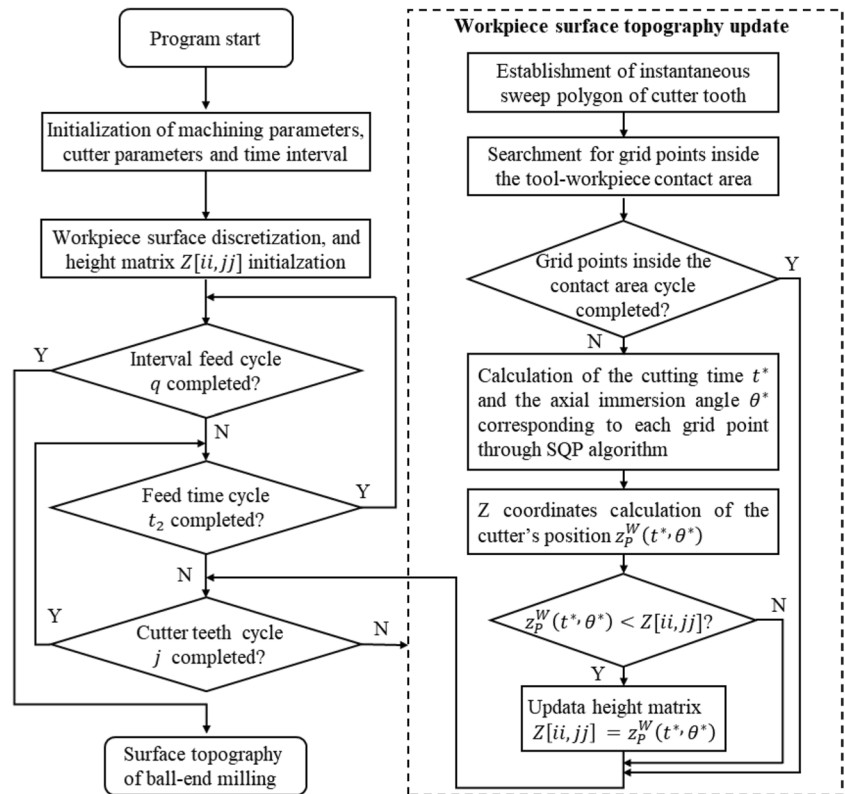 Program start
Initialization of machining parameters,
cutter parameters and time interval
Workpiece surface discretization, and
height matrix Z[ii,jj] initialzation
Interval feed cycle
q completed?
Y
N
Feed time cycle
t₂ completed?
Y
N
Cutter teeth cycle
j completed?
Y
N
Surface topography
of ball-end milling
Workpiece surface topography update
Establishment of instantaneous
sweep polygon of cutter tooth
Searchment for grid points inside
the tool-workpiece contact area
Grid points inside the
contact area cycle
completed?
Y
N
Calculation of the cutting time t*
and the axial immersion angle θ*
corresponding to each grid point
through SQP algorithm
Z coordinates calculation of the
cutter's position z_P^W(t*,θ*)
z_P^W(t*,θ*) < Z[ii,jj]?
N
Y
Updata height matrix
Z[ii,jj] = z_P^W(t*,θ*)